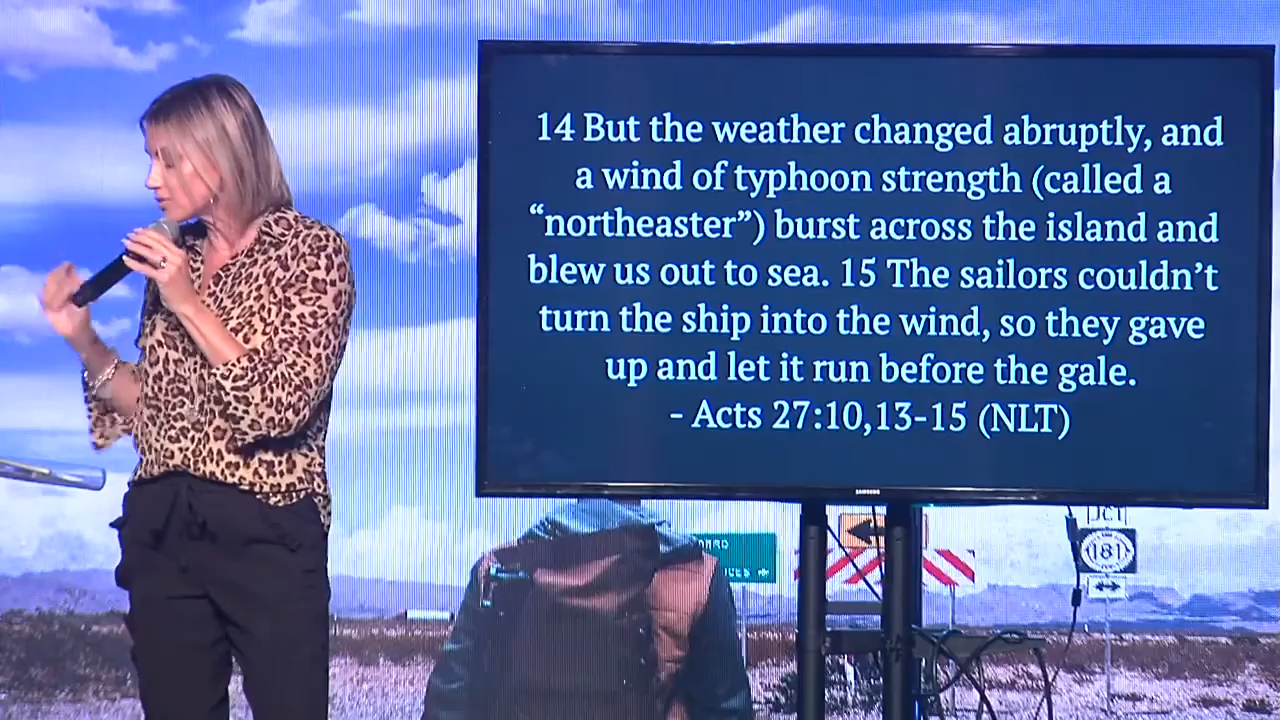 14 But the weather changed abruptly, and
a wind of typhoon strength (called a
“northeaster”) burst across the island and
blew us out to sea. 15 The sailors couldn’t
turn the ship into the wind, so they gave
up and let it run before the gale.
- Acts 27:10,13-15 (NLT)
SAMSUNG
JCT
181